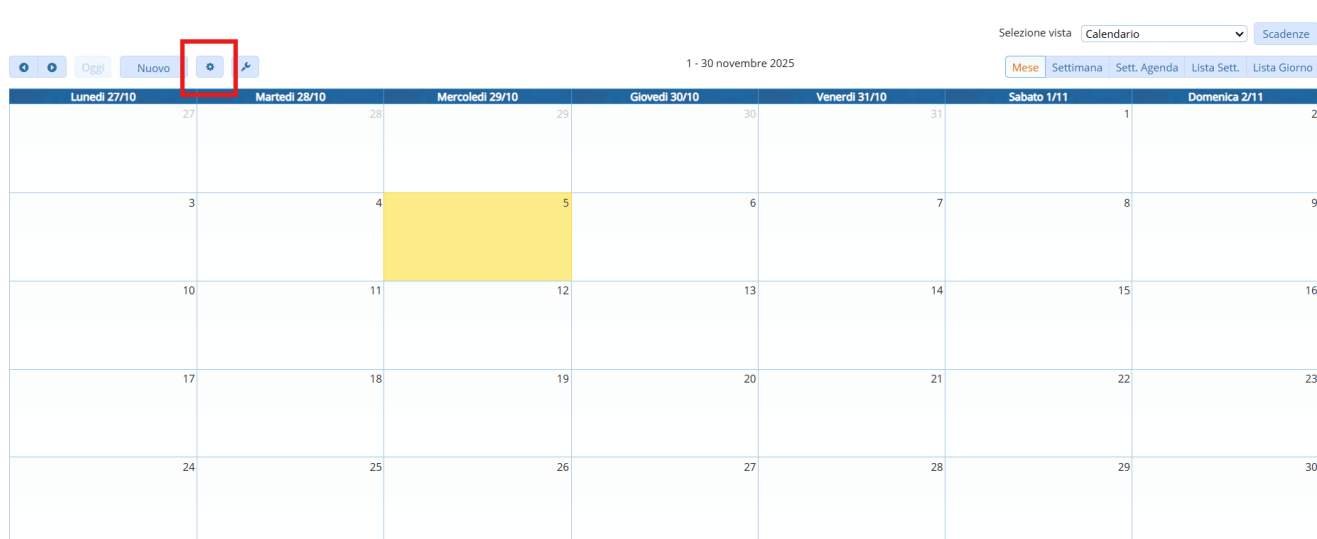 Selezione vista Calendario Scadenze
Oggi Nuovo 1 - 30 novembre 2025 Mese Settimana Sett. Agenda Lista Sett. Lista Giorno
Lunedì 27/10 Martedì 28/10 Mercoledì 29/10 Giovedì 30/10 Venerdì 31/10 Sabato 1/11 Domenica 2/11
27 28 29 30 31 1 2
3 4 5 6 7 8 9
10 11 12 13 14 15 16
17 18 19 20 21 22 23
24 25 26 27 28 29 30